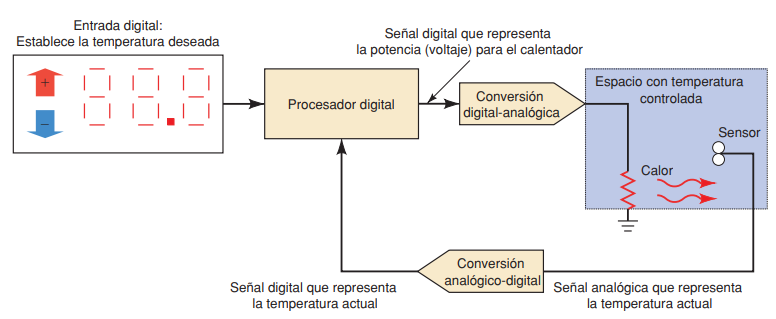 Entrada digital:
Establece la temperatura deseada
+
−
Procesador digital
Señal digital que representa
la potencia (voltaje) para el calentador
Conversión
digital-analógica
Espacio con temperatura
controlada
Sensor
Calor
Conversión
analógico-digital
Señal digital que representa
la temperatura actual
Señal analógica que representa
la temperatura actual